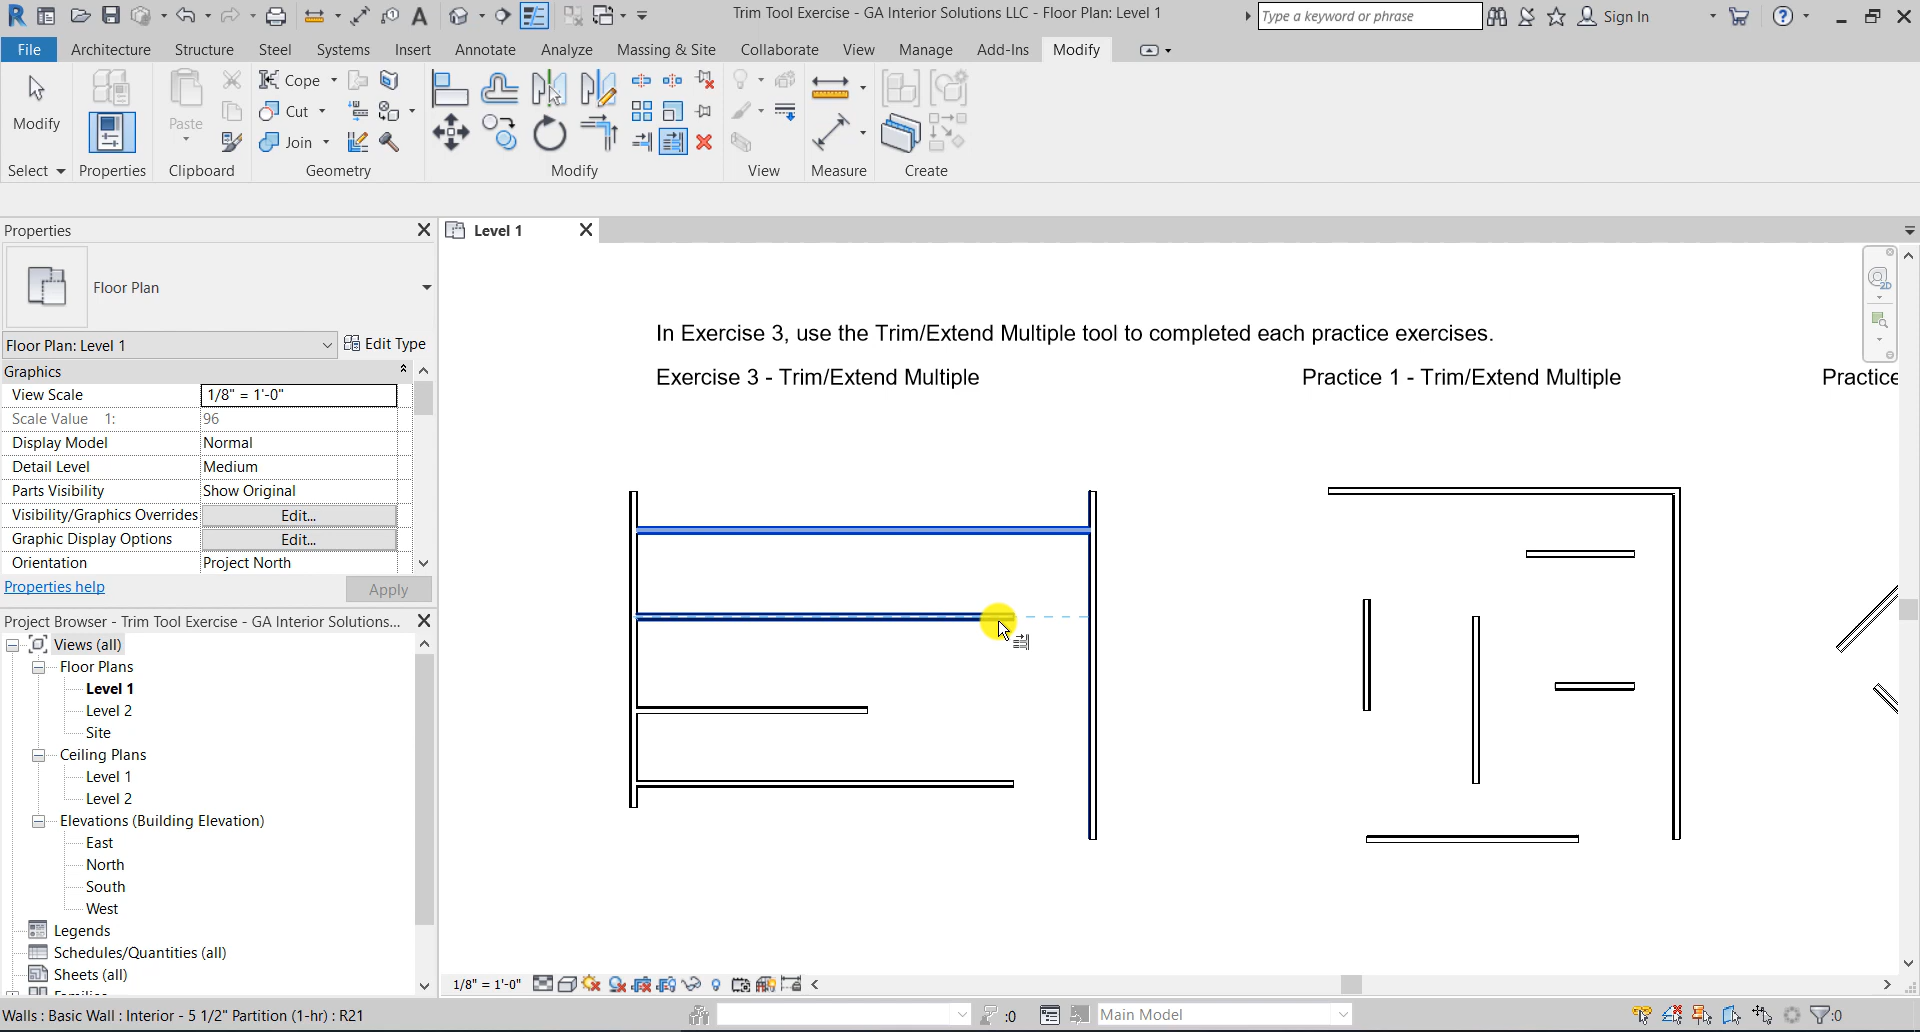 Trim Tool Exercise - GA Interior Solutions LLC - Floor Plan: Level 1
Type a keyword or phrase
Sign In
File Architecture Structure Steel Systems Insert Annotate Analyze Massing & Site Collaborate View Manage Add-Ins Modify
Modify
Paste
Cope
Cut
Join
Select Properties Clipboard Geometry Modify View Measure Create
Properties
Level 1
Floor Plan
Floor Plan: Level 1
Edit Type
Graphics
View Scale 1/8" = 1'-0"
Scale Value 1: 96
Display Model Normal
Detail Level Medium
Parts Visibility Show Original
Visibility/Graphics Overrides Edit...
Graphic Display Options Edit...
Orientation Project North
Properties help
Apply
Project Browser - Trim Tool Exercise - GA Interior Solutions...
Views (all)
Floor Plans
Level 1
Level 2
Site
Ceiling Plans
Level 1
Level 2
Elevations (Building Elevation)
East
North
South
West
Legends
Schedules/Quantities (all)
Sheets (all)
In Exercise 3, use the Trim/Extend Multiple tool to completed each practice exercises.
Exercise 3 - Trim/Extend Multiple
Practice 1 - Trim/Extend Multiple
Practice
2D
1/8" = 1'-0"
Walls : Basic Wall : Interior - 5 1/2" Partition (1-hr) : R21
:0
Main Model
:0